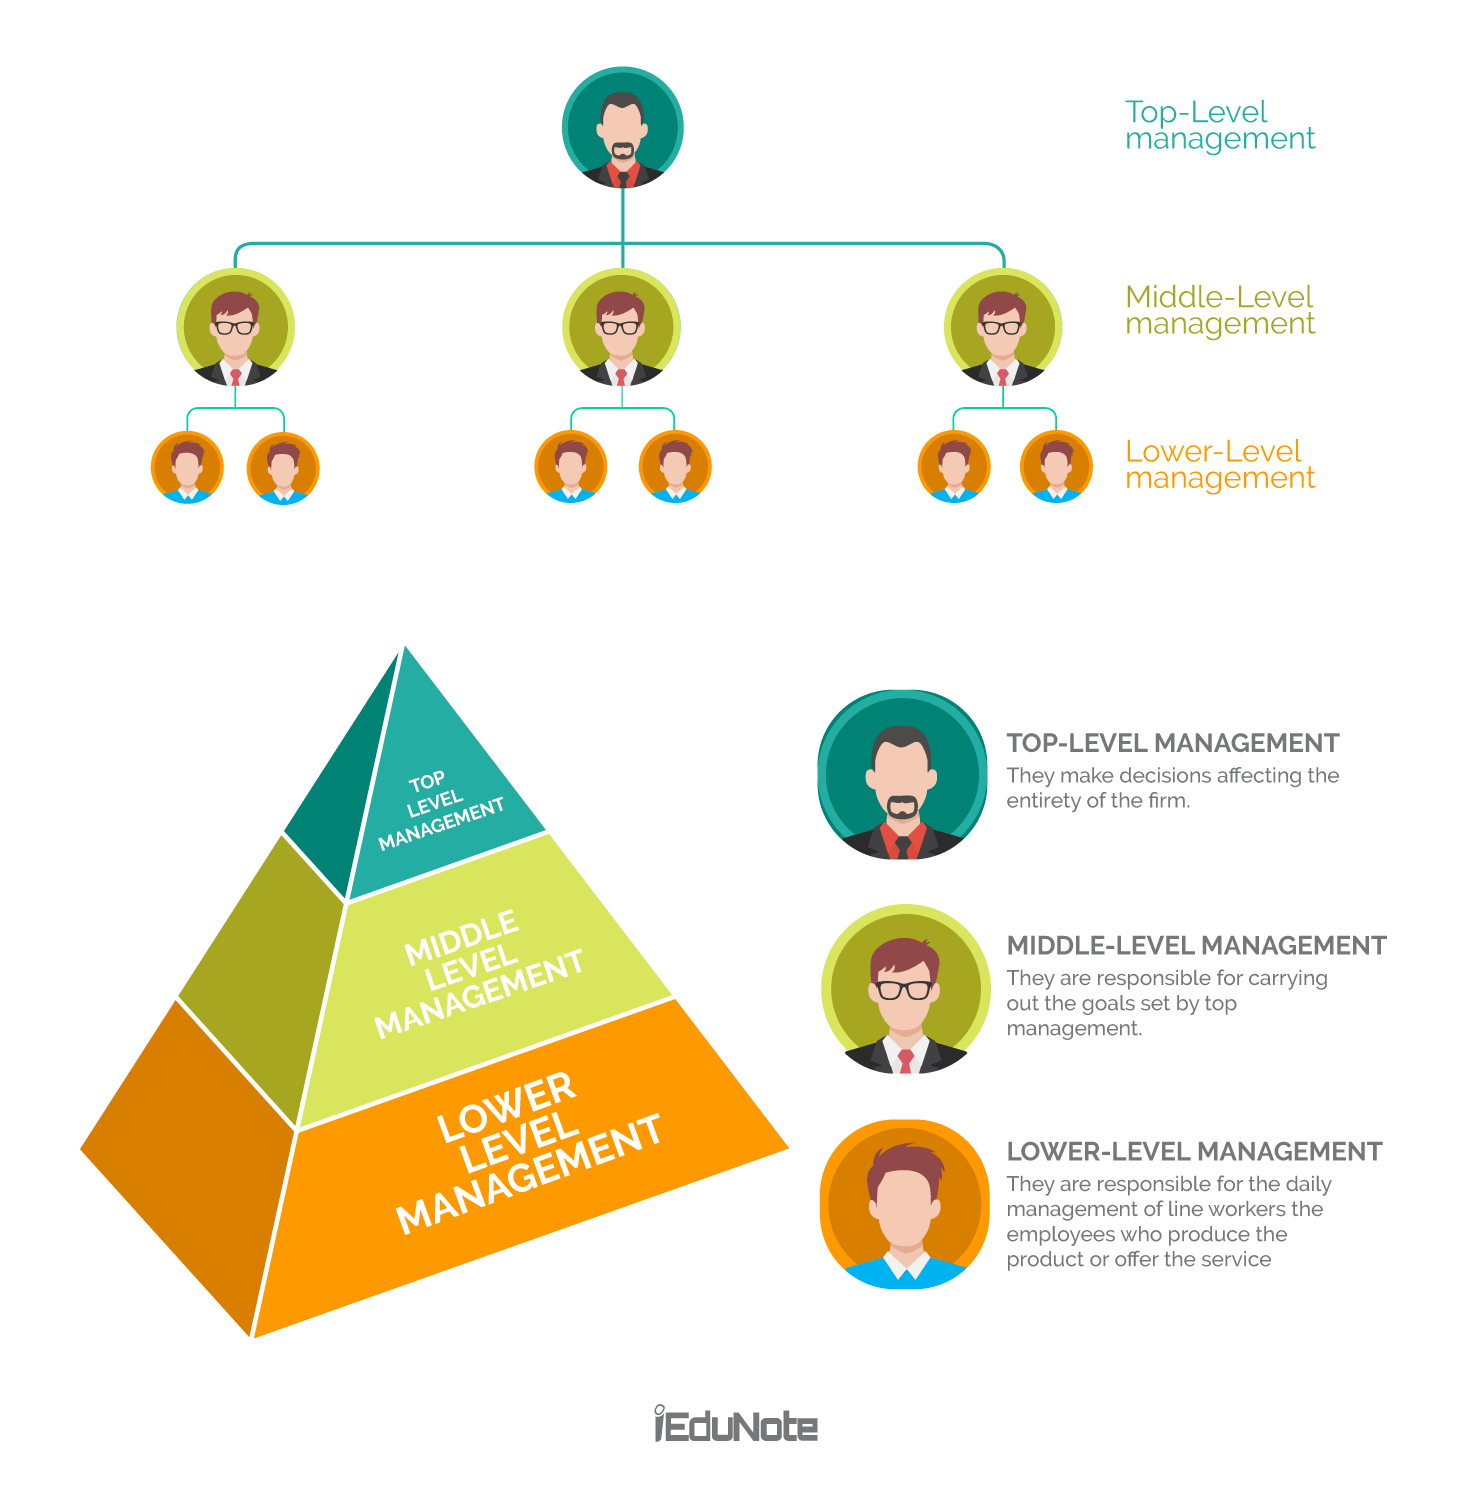 Top-Level
management
Middle-Level
management
Lower-Level
management
TOP
LEVEL
MANAGEMENT
MIDDLE
LEVEL
MANAGEMENT
LOWER
LEVEL
MANAGEMENT
TOP-LEVEL MANAGEMENT
They make decisions affecting the
entirety of the firm.
MIDDLE-LEVEL MANAGEMENT
They are responsible for carrying
out the goals set by top
management.
LOWER-LEVEL MANAGEMENT
They are responsible for the daily
management of line workers the
employees who produce the
product or offer the service
iEduNote